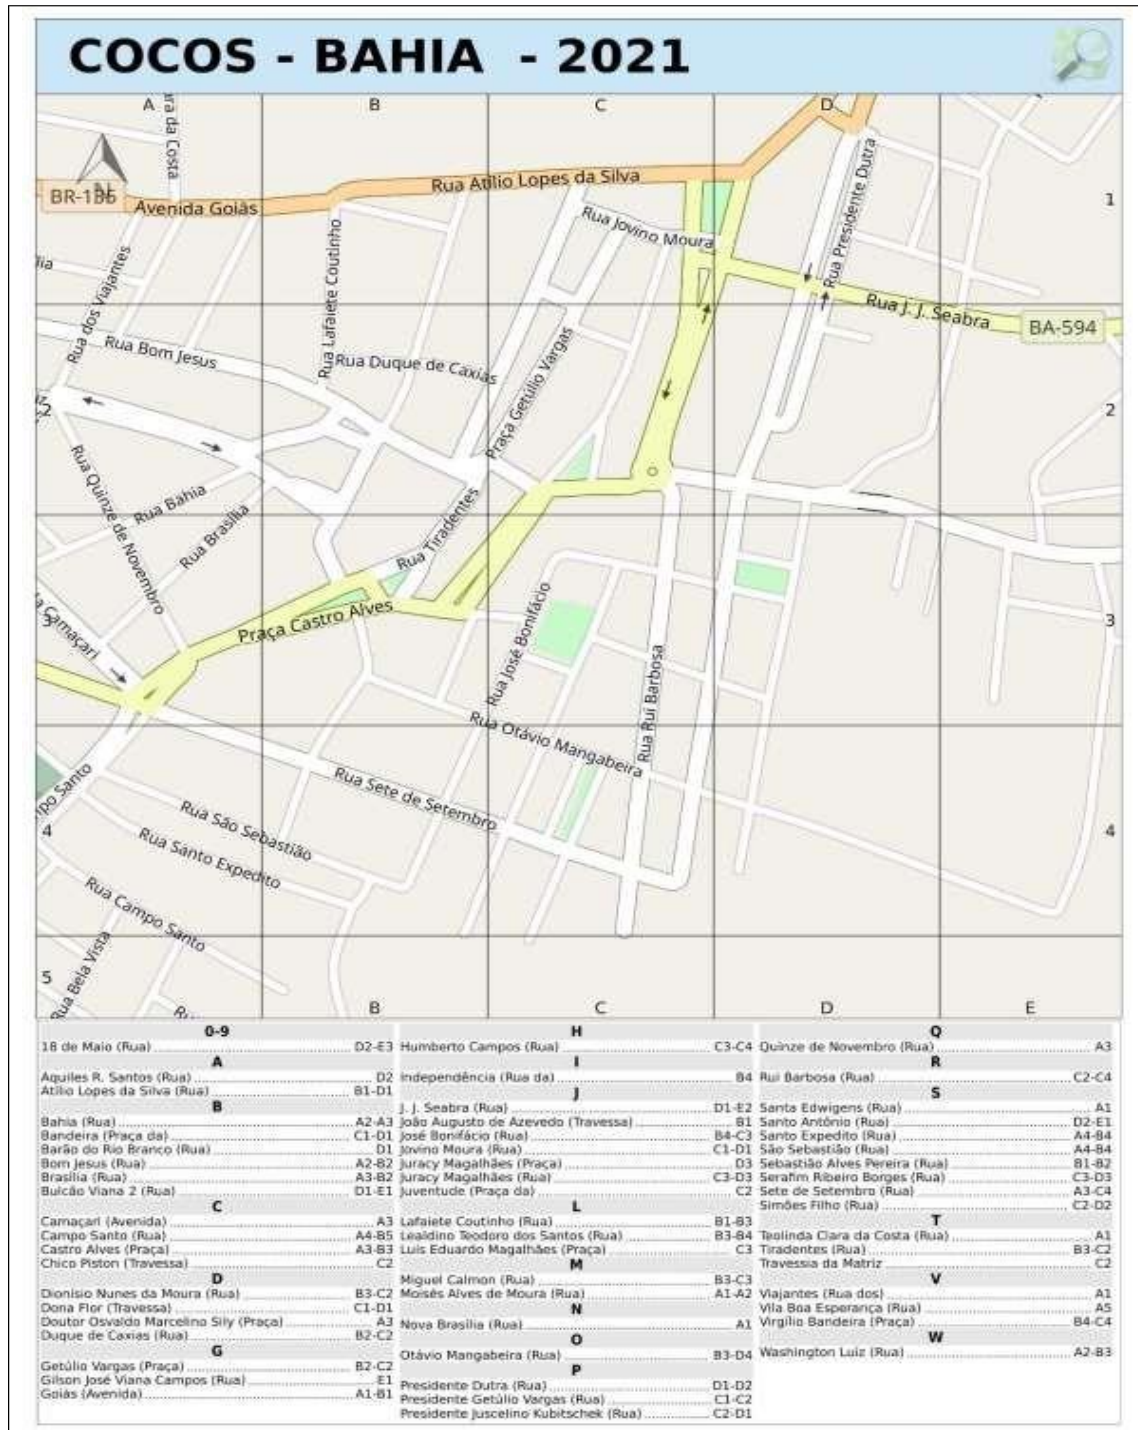 COCOS - BAHIA - 2021
A
B
C
D
ra da Costa
N
BR-135
Avenida Goiás
Rua Atílio Lopes da Silva
1
Rua Jovino Moura
Rua Presidente Dutra
Rua Lafaiete Coutinho
lia
Rua dos Viajantes
Rua J. J. Seabra
BA-594
Rua Bom Jesus
Rua Duque de Caxias
Praça Getúlio Vargas
iz
2
2
Rua Quinze de Novembro
Rua Bahia
Rua Brasília
Rua Tiradentes
a Camaçari
3
Praça Castro Alves
Rua José Bonifácio
3
Rua Rui Barbosa
Rua Otávio Mangabeira
Rua Sete de Setembro
po Santo
Rua São Sebastião
4
4
Rua Santo Expedito
Rua Campo Santo
Rua Bela Vista
5
Ru
B
C
D
E
0-9
18 de Maio (Rua) D2-E3
A
Aquiles R. Santos (Rua) D2
Atílio Lopes da Silva (Rua) B1-D1
B
Bahia (Rua) A2-A3
Bandeira (Praça da) C1-D1
Barão do Rio Branco (Rua) D1
Bom Jesus (Rua) A2-B2
Brasília (Rua) A3-B2
Bulcão Viana 2 (Rua) D1-E1
C
Camaçari (Avenida) A3
Campo Santo (Rua) A4-B5
Castro Alves (Praça) A3-B3
Chico Piston (Travessa) C2
D
Dionísio Nunes da Moura (Rua) B3-C2
Dona Flor (Travessa) C1-D1
Doutor Osvaldo Marcelino Sily (Praça) A3
Duque de Caxias (Rua) B2-C2
G
Getúlio Vargas (Praça) B2-C2
Gilson José Viana Campos (Rua) E1
Goiás (Avenida) A1-B1
H
Humberto Campos (Rua) C3-C4
I
Independência (Rua da) B4
J
J. J. Seabra (Rua) D1-E2
João Augusto de Azevedo (Travessa) B1
José Bonifácio (Rua) B4-C3
Jovino Moura (Rua) C1-D1
Juracy Magalhães (Praça) D3
Juracy Magalhães (Rua) C3-D3
Juventude (Praça da) C2
L
Lafaiete Coutinho (Rua) B1-B3
Lealdino Teodoro dos Santos (Rua) B3-B4
Luis Eduardo Magalhães (Praça) C3
M
Miguel Calmon (Rua) B3-C3
Moisés Alves de Moura (Rua) A1-A2
N
Nova Brasília (Rua) A1
O
Otávio Mangabeira (Rua) B3-D4
P
Presidente Dutra (Rua) D1-D2
Presidente Getúlio Vargas (Rua) C1-C2
Presidente Juscelino Kubitschek (Rua) C2-D1
Q
Quinze de Novembro (Rua) A3
R
Rui Barbosa (Rua) C2-C4
S
Santa Edwigens (Rua) A1
Santo Antônio (Rua) D2-E1
Santo Expedito (Rua) A4-B4
São Sebastião (Rua) A4-B4
Sebastião Alves Pereira (Rua) B1-B2
Serafim Ribeiro Borges (Rua) C3-D3
Sete de Setembro (Rua) A3-C4
Simões Filho (Rua) C2-D2
T
Teolinda Clara da Costa (Rua) A1
Tiradentes (Rua) B3-C2
Travessia da Matriz C2
V
Viajantes (Rua dos) A1
Vila Boa Esperança (Rua) A5
Virgílio Bandeira (Praça) B4-C4
W
Washington Luiz (Rua) A2-B3